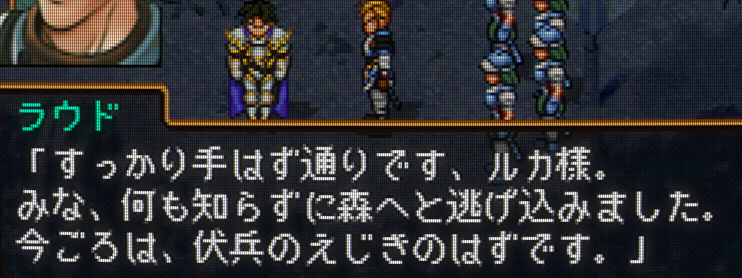 ラウド
「すっかり手はず通りです、ルカ様。
みな、何も知らずに森へと逃げ込みました。
今ごろは、伏兵のえじきのはずです。」